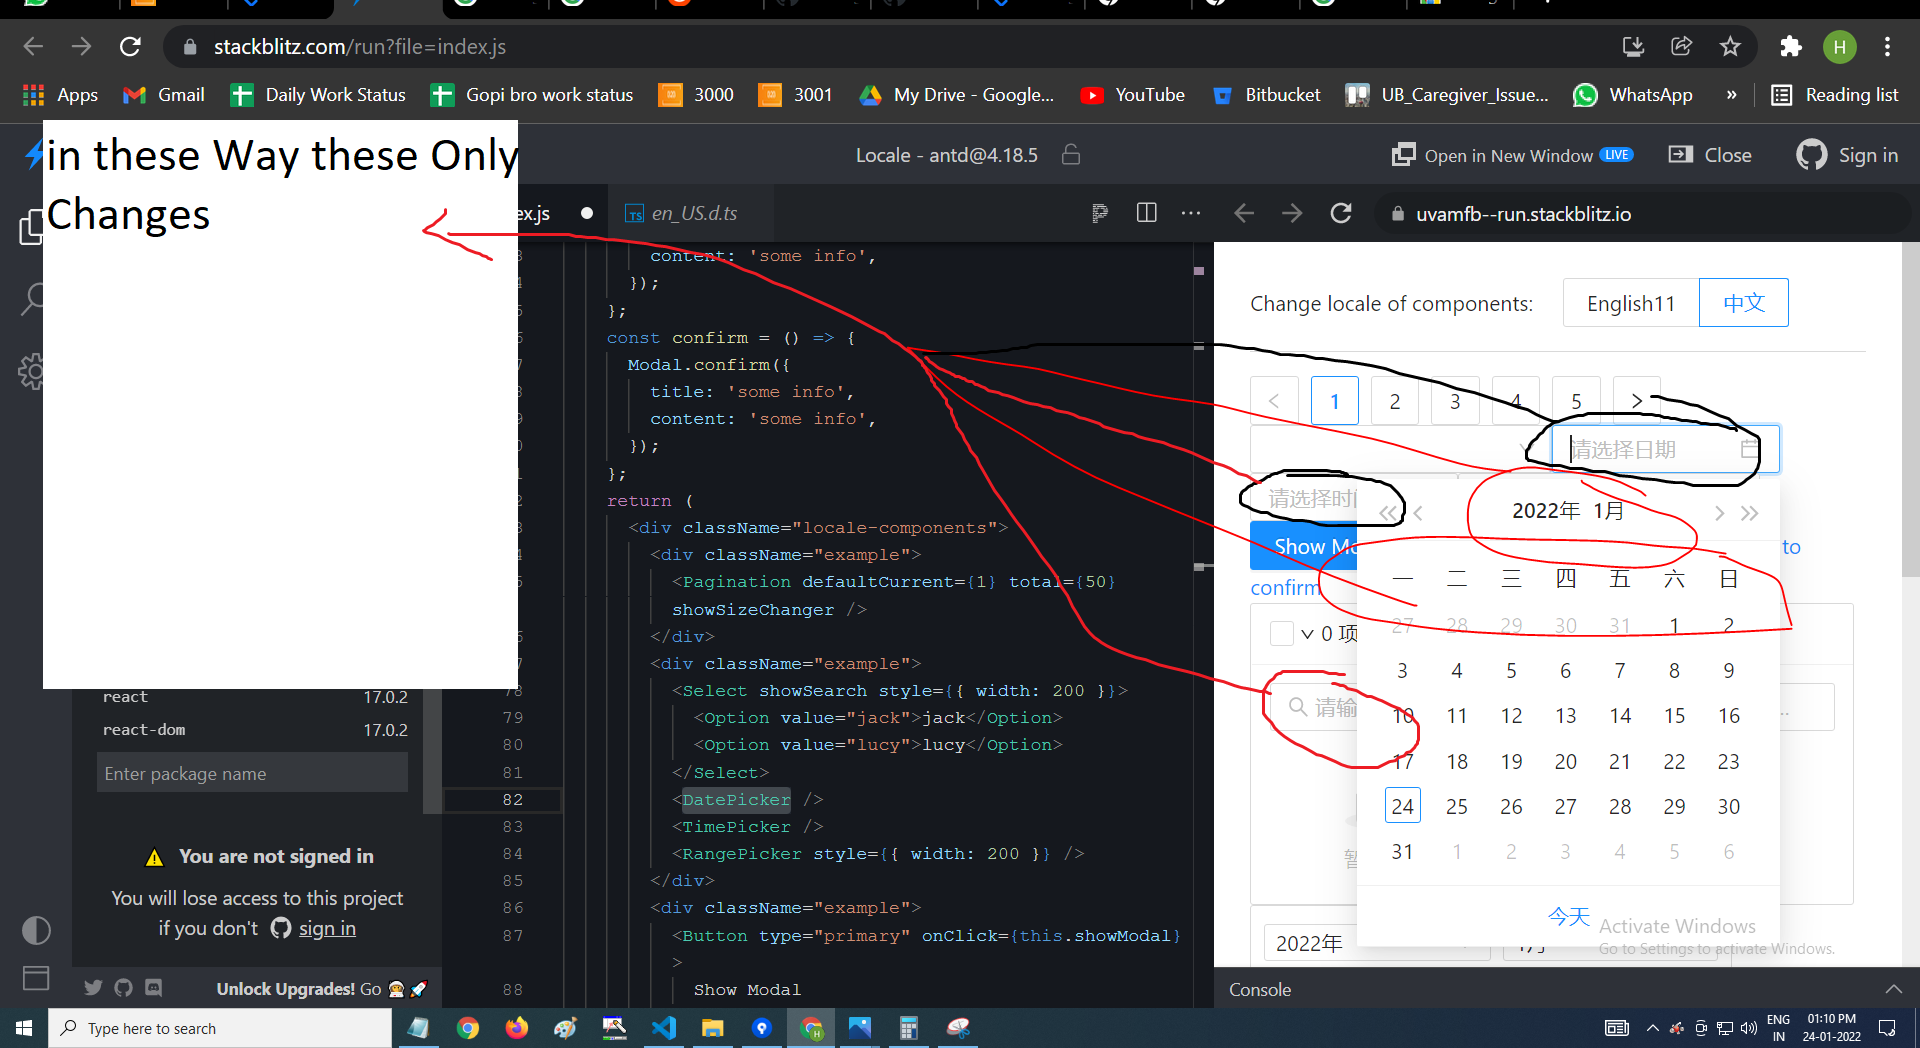 stackblitz.com/run?file=index.js
H
Apps
Gmail
Daily Work Status
Gopi bro work status
3000
3001
My Drive - Google...
YouTube
Bitbucket
UB_Caregiver_Issue...
WhatsApp
»
Reading list
in these Way these Only
Changes
Locale - antd@4.18.5
Open in New Window LIVE
Close
Sign in
ex.js
TS en_US.d.ts
uvamfb--run.stackblitz.io
content: 'some info',
});
};
const confirm = () => {
Modal.confirm({
title: 'some info',
content: 'some info',
});
};
return (
<div className="locale-components">
<div className="example">
<Pagination defaultCurrent={1} total={50}
showSizeChanger />
</div>
<div className="example">
78 <Select showSearch style={{ width: 200 }}>
79 <Option value="jack">jack</Option>
80 <Option value="lucy">lucy</Option>
81 </Select>
82 <DatePicker />
83 <TimePicker />
84 <RangePicker style={{ width: 200 }} />
85 </div>
86 <div className="example">
87 <Button type="primary" onClick={this.showModal}
>
88 Show Modal
react 17.0.2
react-dom 17.0.2
Enter package name
You are not signed in
You will lose access to this project
if you don't sign in
Unlock Upgrades! Go
Change locale of components: English11 中文
< 1 2 3 4 5 >
请选择日期
请选择时
« < 2022年 1月 > »
Show Mo
to
confirm
一 二 三 四 五 六 日
27 28 29 30 31 1 2
0 项
3 4 5 6 7 8 9
请输
10 11 12 13 14 15 16
17 18 19 20 21 22 23
24 25 26 27 28 29 30
暂
31 1 2 3 4 5 6
今天
2022年
Activate Windows
Go to Settings to activate Windows.
Console
Type here to search
ENG
IN
01:10 PM
24-01-2022